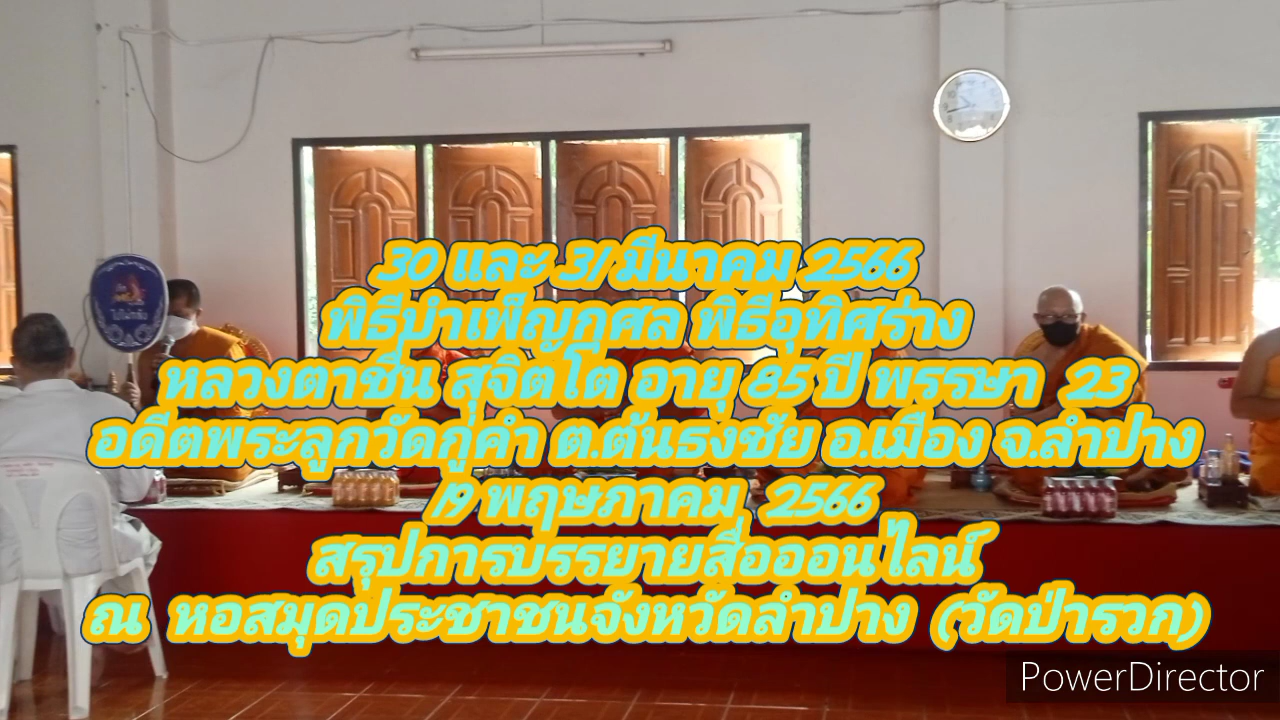 30 และ 31 มีนาคม 2566
พิธีบำเพ็ญกุศล พิธีอุทิศร่าง
หลวงตาชื่น สุจิตโต อายุ 85 ปี พรรษา 23
อดีตพระลูกวัดกู่คำ ต.ต้นธงชัย อ.เมือง จ.ลำปาง
19 พฤษภาคม 2566
สรุปการบรรยายสื่อออนไลน์
ณ หอสมุดประชาชนจังหวัดลำปาง (วัดป่ารวก)
PowerDirector